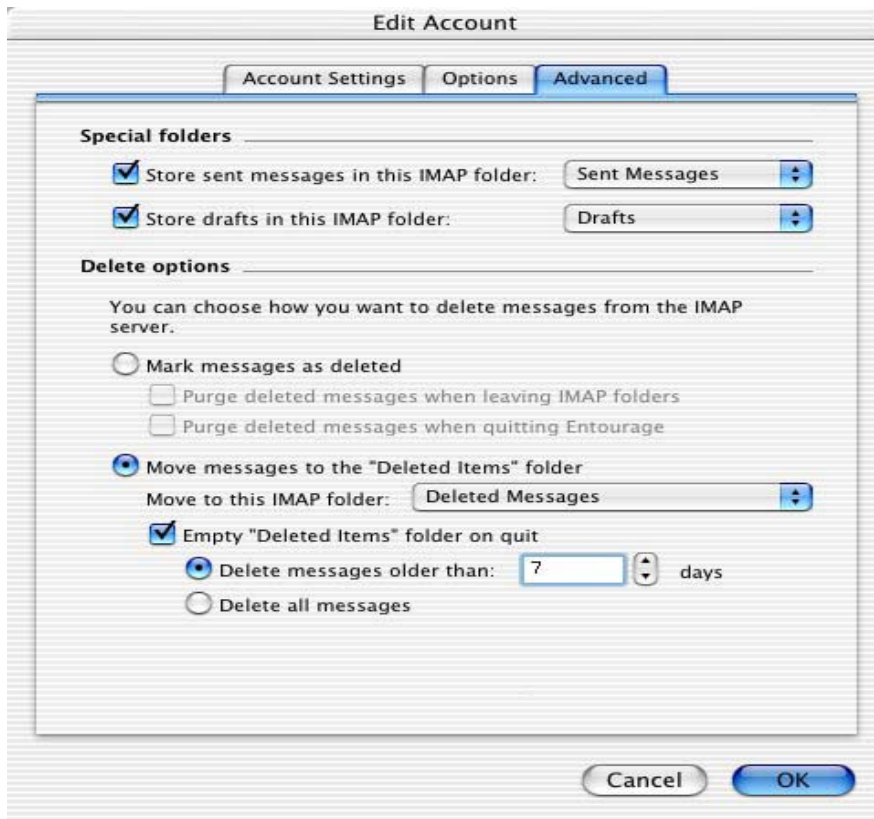 Edit Account
Account Settings Options Advanced
Special folders
Store sent messages in this IMAP folder: Sent Messages
Store drafts in this IMAP folder: Drafts
Delete options
You can choose how you want to delete messages from the IMAP
server.
Mark messages as deleted
Purge deleted messages when leaving IMAP folders
Purge deleted messages when quitting Entourage
Move messages to the "Deleted Items" folder
Move to this IMAP folder: Deleted Messages
Empty "Deleted Items" folder on quit
Delete messages older than: 7 days
Delete all messages
Cancel OK